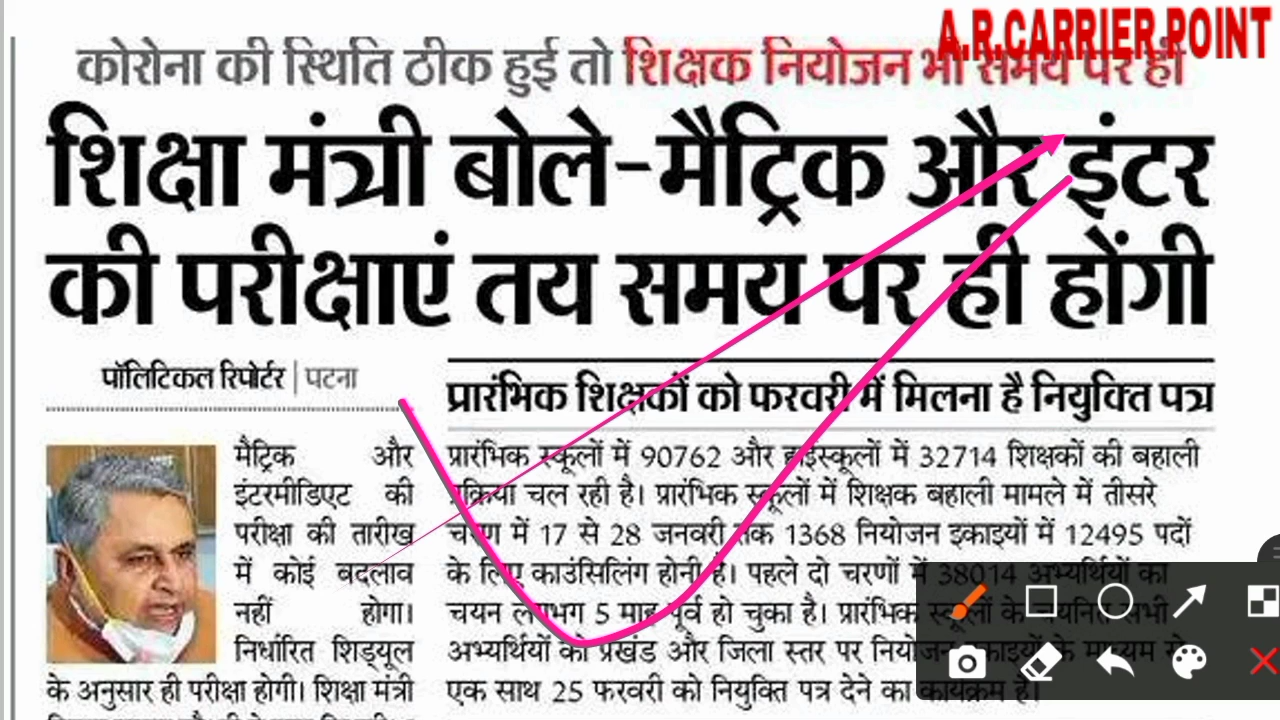 A.R.CARRIER.POINT
कोरोना की स्थिति ठीक हुई तो शिक्षक नियोजन भी समय पर ही
शिक्षा मंत्री बोले-मैट्रिक और इंटर
की परीक्षाएं तय समय पर ही होंगी
पॉलिटिकल रिपोर्टर | पटना
मैट्रिक और
इंटरमीडिएट की
परीक्षा की तारीख
में कोई बदलाव
नहीं होगा।
निर्धारित शिड्यूल
के अनुसार ही परीक्षा होगी। शिक्षा मंत्री
प्रारंभिक शिक्षकों को फरवरी में मिलना है नियुक्ति पत्र
प्रारंभिक स्कूलों में 90762 और हाईस्कूलों में 32714 शिक्षकों की बहाली
प्रक्रिया चल रही है। प्रारंभिक स्कूलों में शिक्षक बहाली मामले में तीसरे
चरण में 17 से 28 जनवरी तक 1368 नियोजन इकाइयों में 12495 पदों
के लिए काउंसिलिंग होनी है। पहले दो चरणों में 38014 अभ्यर्थियों का
चयन लगभग 5 माह पूर्व हो चुका है। प्रारंभिक स्कूलों के चयनित सभी
अभ्यर्थियों को प्रखंड और जिला स्तर पर नियोजन इकाइयों के माध्यम से
एक साथ 25 फरवरी को नियुक्ति पत्र देने का कार्यक्रम है।